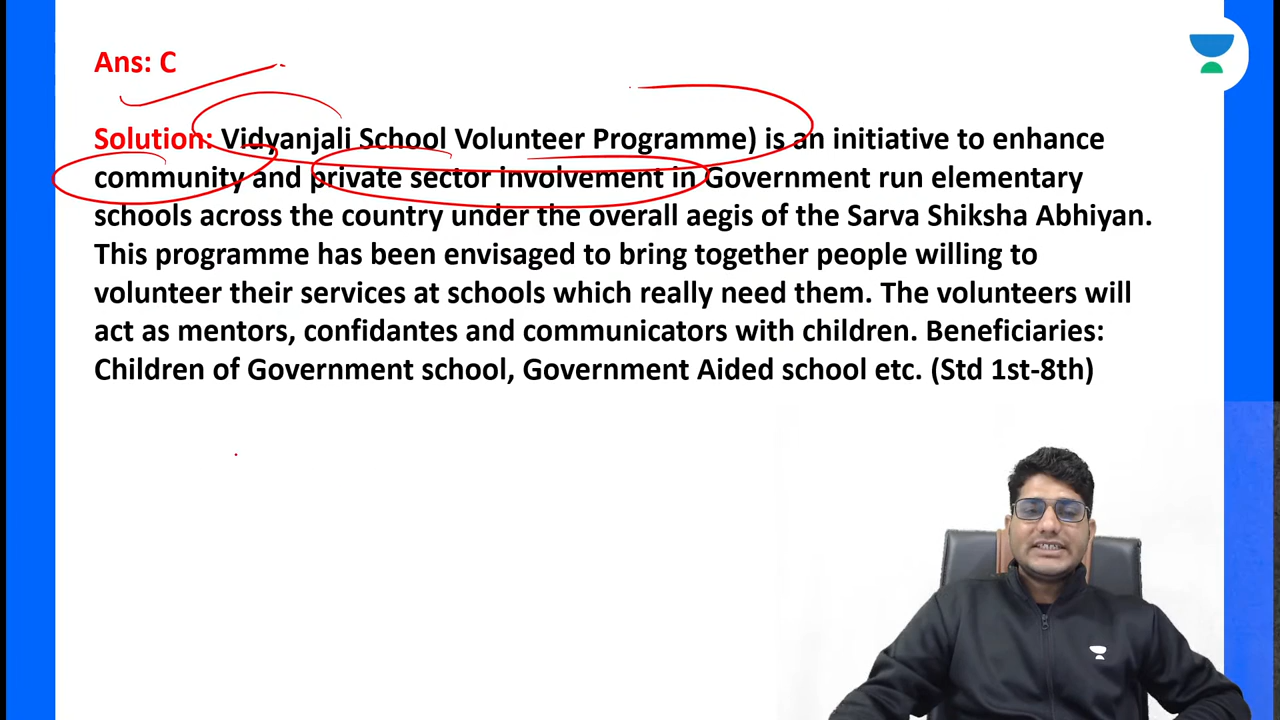 Ans: C
Solution: Vidyanjali School Volunteer Programme) is an initiative to enhance
community and private sector involvement in Government run elementary
schools across the country under the overall aegis of the Sarva Shiksha Abhiyan.
This programme has been envisaged to bring together people willing to
volunteer their services at schools which really need them. The volunteers will
act as mentors, confidantes and communicators with children. Beneficiaries:
Children of Government school, Government Aided school etc. (Std 1st-8th)